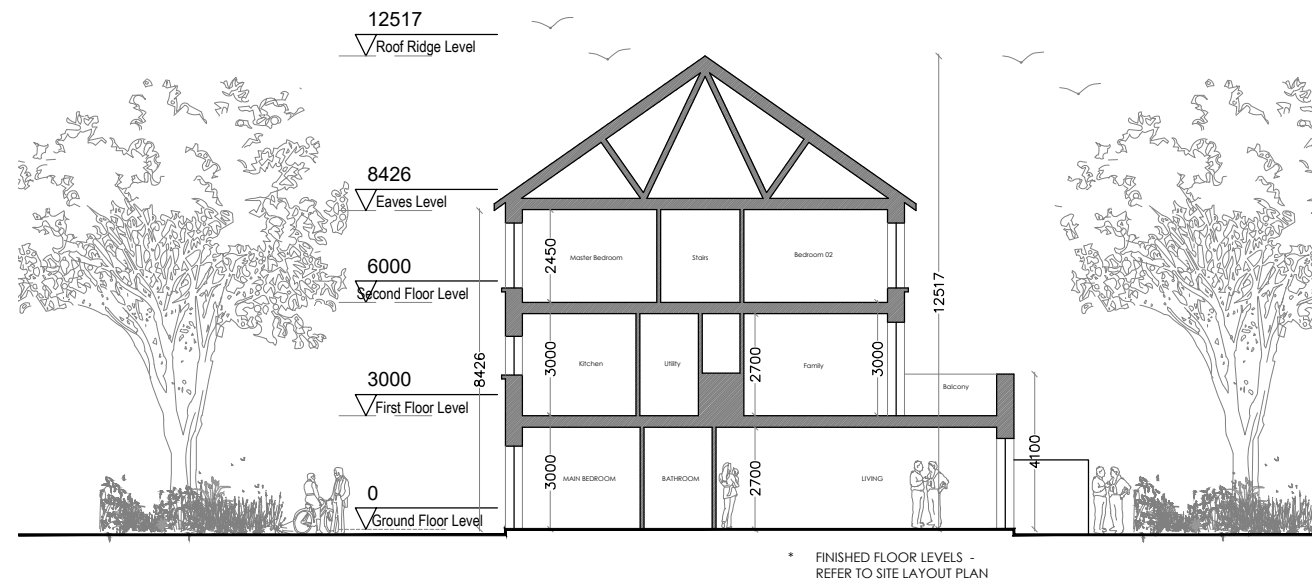 12517
Roof Ridge Level
8426
Eaves Level
6000
Second Floor Level
3000
First Floor Level
0
Ground Floor Level
8426
2450
Master Bedroom
Stairs
Bedroom 02
12517
3000
Kitchen
Utility
2700
Family
3000
Balcony
3000
MAIN BEDROOM
BATHROOM
2700
LIVING
4100
* FINISHED FLOOR LEVELS -
REFER TO SITE LAYOUT PLAN